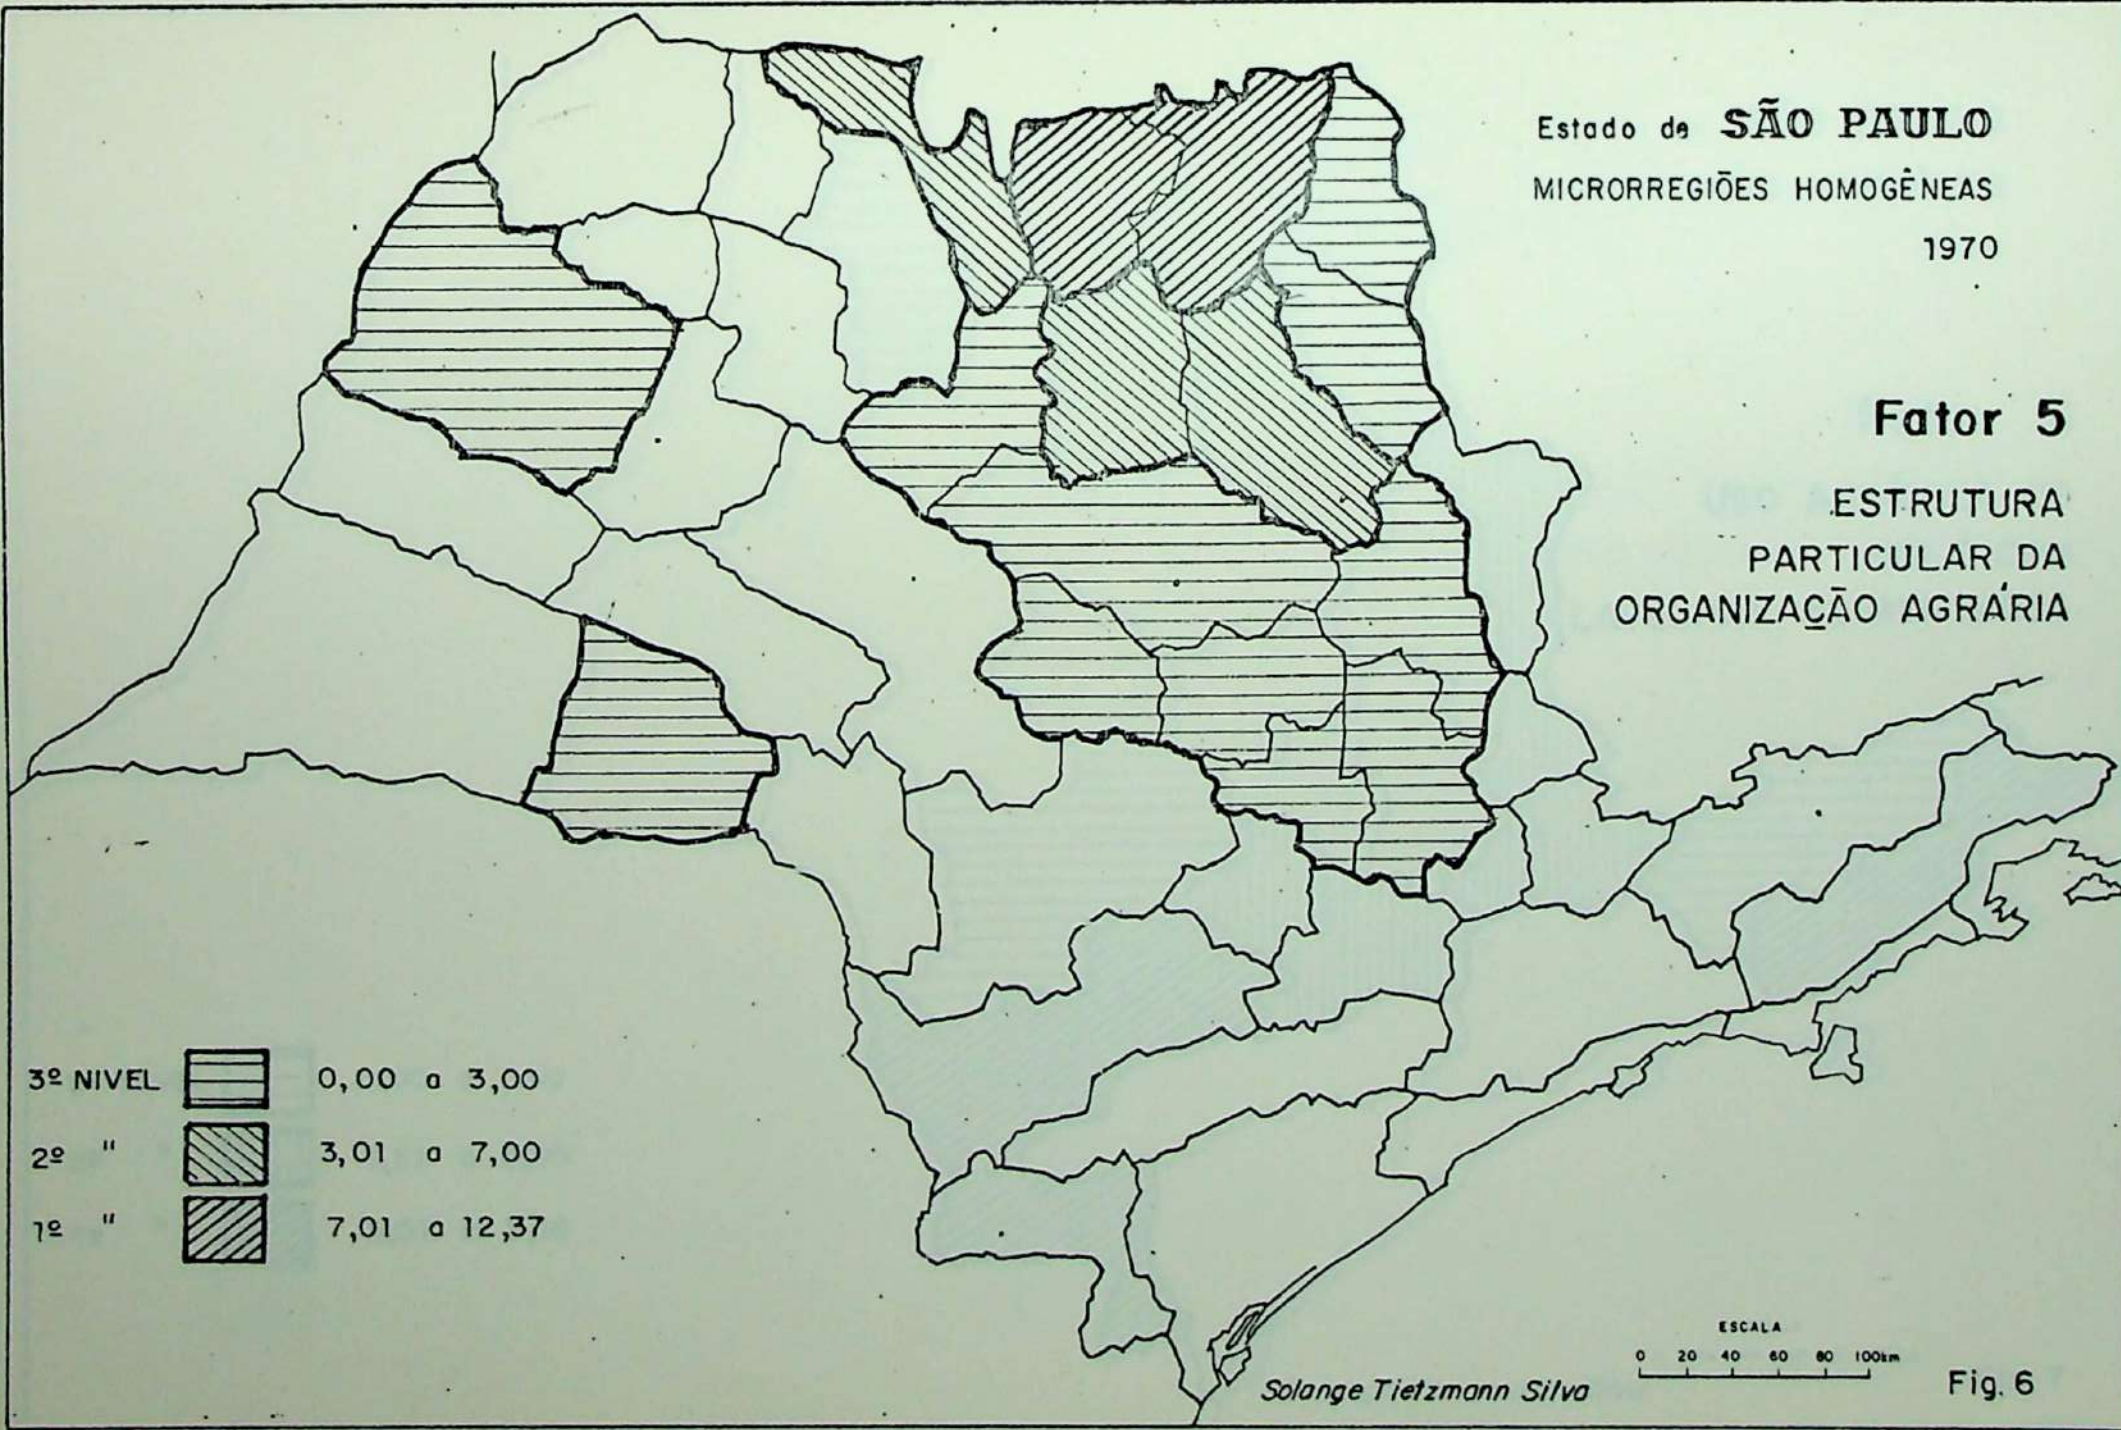 Estado de SÃO PAULO
MICRORREGIÕES HOMOGÊNEAS
1970
Fator 5
ESTRUTURA
PARTICULAR DA
ORGANIZAÇÃO AGRÁRIA
3º NIVEL 0,00 a 3,00
2º " 3,01 a 7,00
1º " 7,01 a 12,37
ESCALA
0 20 40 60 80 100km
Solange Tietzmann Silva
Fig. 6